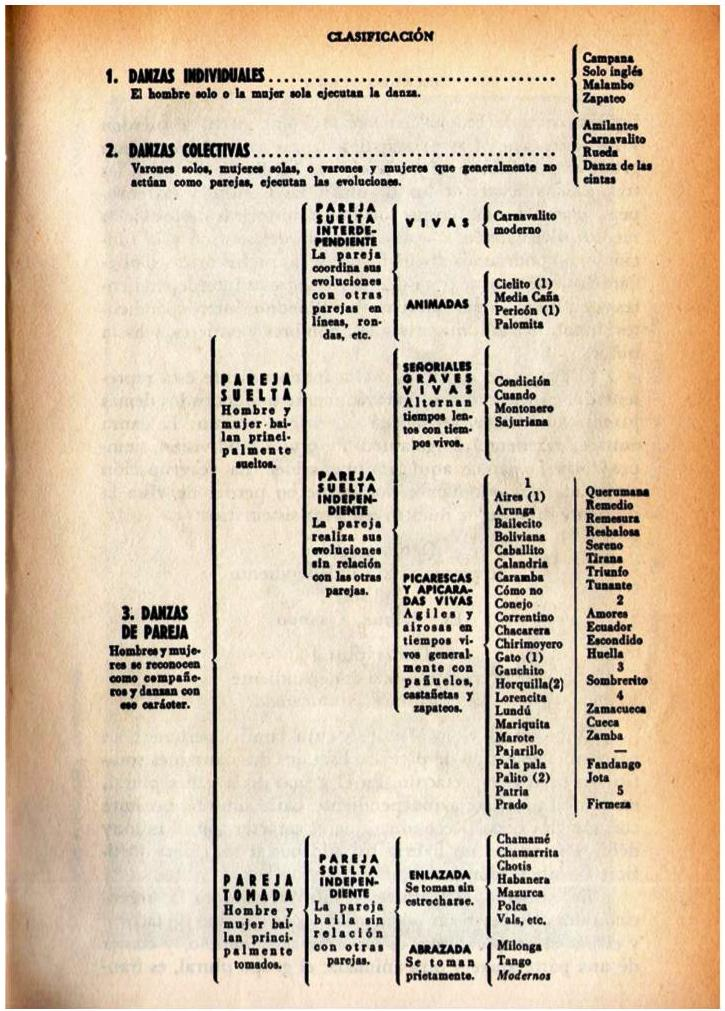 CLASIFICACIÓN
1. DANZAS INDIVIDUALES
El hombre solo o la mujer sola ejecutan la danza.
Campana
Solo inglés
Malambo
Zapateo
2. DANZAS COLECTIVAS
Varones solos, mujeres solas, o varones y mujeres que generalmente no
actúan como parejas, ejecutan las evoluciones.
Amilantes
Carnavalito
Rueda
Danza de las
cintas
3. DANZAS
DE PAREJA
Hombres y muje-
res se reconocen
como compañe-
ros y danzan con
ese carácter.
PAREJA
SUELTA
Hombre y
mujer bai-
lan princi-
palmente
sueltos.
PAREJA
SUELTA
INTERDE-
PENDIENTE
La pareja
coordina sus
evoluciones
con otras
parejas en
líneas, ron-
das, etc.
VIVAS
Carnavalito
moderno
ANIMADAS
Cielito (1)
Media Caña
Pericón (1)
Palomita
PAREJA
SUELTA
INDEPEN-
DIENTE
La pareja
realiza sus
evoluciones
sin relación
con las otras
parejas.
SEÑORIALES
GRAVES
VIVAS
Alternan
tiempos len-
tos con tiem-
pos vivos.
Condición
Cuando
Montonero
Sajuriana
PICARESCAS
Y APICARA-
DAS VIVAS
Agiles y
airosas en
tiempos vi-
vos general-
mente con
pañuelos,
castañetas y
zapateos.
1
Aires (1)
Arunga
Bailecito
Boliviana
Caballito
Calandria
Caramba
Cómo no
Conejo
Correntino
Chacarera
Chirimoyero
Gato (1)
Gauchito
Horquilla(2)
Lorencita
Lundú
Mariquita
Marote
Pajarillo
Pala pala
Palito (2)
Patria
Prado
Querumana
Remedio
Remesura
Resbalosa
Sereno
Tirana
Triunfo
Tunante
2
Amores
Ecuador
Escondido
Huella
3
Sombrerito
4
Zamacueca
Cueca
Zamba
—
Fandango
Jota
5
Firmeza
PAREJA
TOMADA
Hombre y
mujer bai-
lan princi-
palmente
tomados.
PAREJA
SUELTA
INDEPEN-
DIENTE
La pareja
baila sin
relación
con otras
parejas.
ENLAZADA
Se toman sin
estrecharse.
Chamamé
Chamarrita
Chotis
Habanera
Mazurca
Polca
Vals, etc.
ABRAZADA
Se toman
prietamente.
Milonga
Tango
Modernos